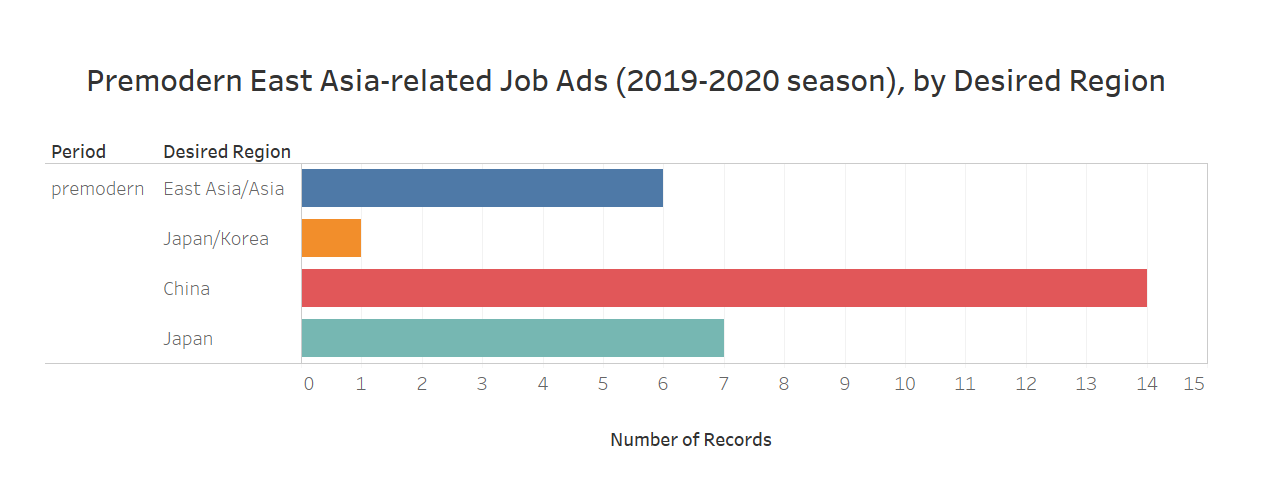 Premodern East Asia-related Job Ads (2019-2020 season), by Desired Region
Period Desired Region
premodern East Asia/Asia
Japan/Korea
China
Japan
0 1 2 3 4 5 6 7 8 9 10 11 12 13 14 15
Number of Records